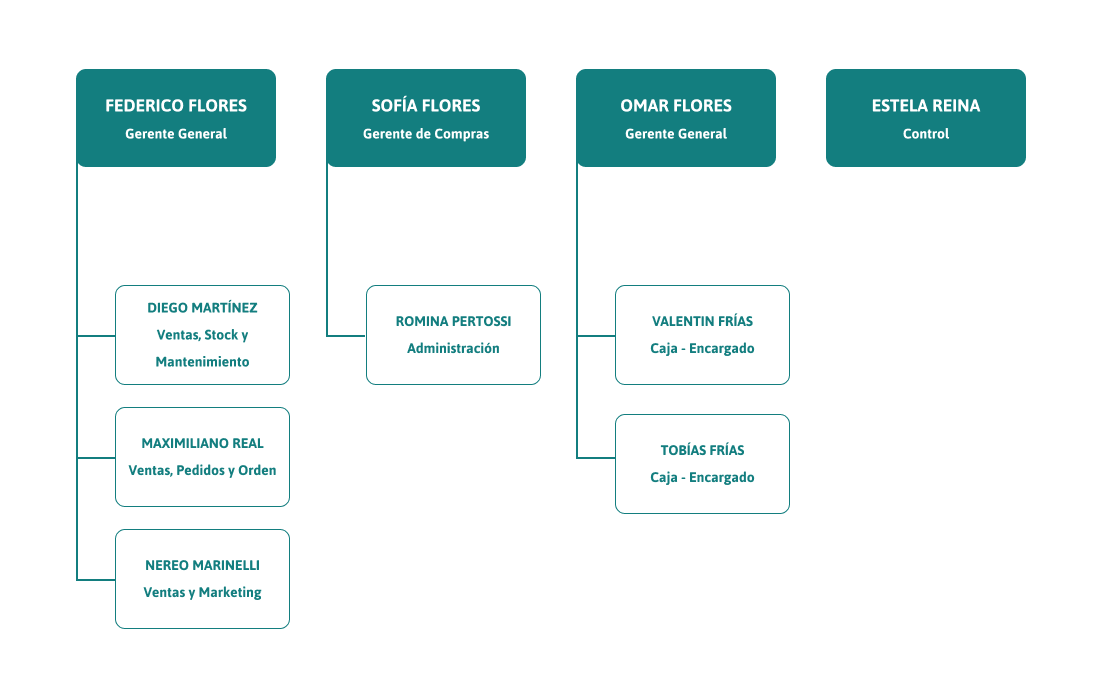 FEDERICO FLORES
Gerente General
SOFÍA FLORES
Gerente de Compras
OMAR FLORES
Gerente General
ESTELA REINA
Control
DIEGO MARTÍNEZ
Ventas, Stock y
Mantenimiento
MAXIMILIANO REAL
Ventas, Pedidos y Orden
NEREO MARINELLI
Ventas y Marketing
ROMINA PERTOSSI
Administración
VALENTIN FRÍAS
Caja - Encargado
TOBÍAS FRÍAS
Caja - Encargado